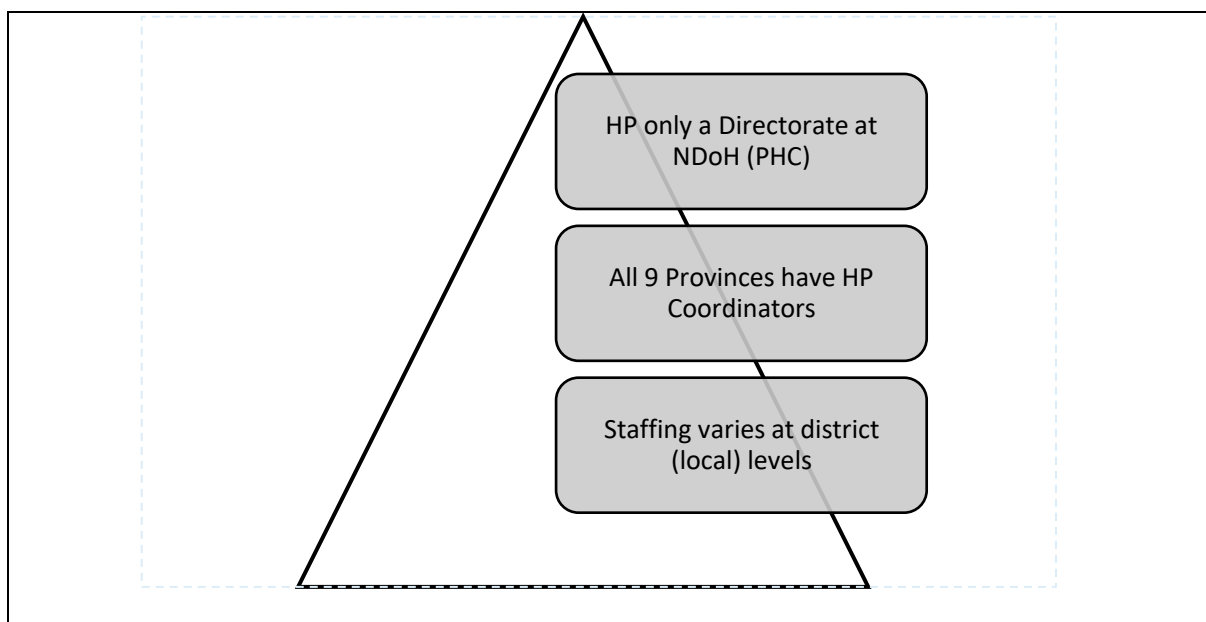 HP only a Directorate at
NDoH (PHC)
All 9 Provinces have HP
Coordinators
Staffing varies at district
(local) levels